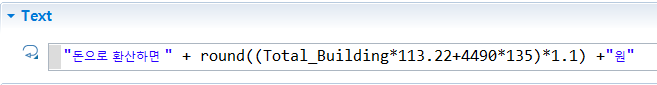 Text
"돈으로 환산하면 " + round((Total_Building*113.22+4490*135)*1.1) +"원"